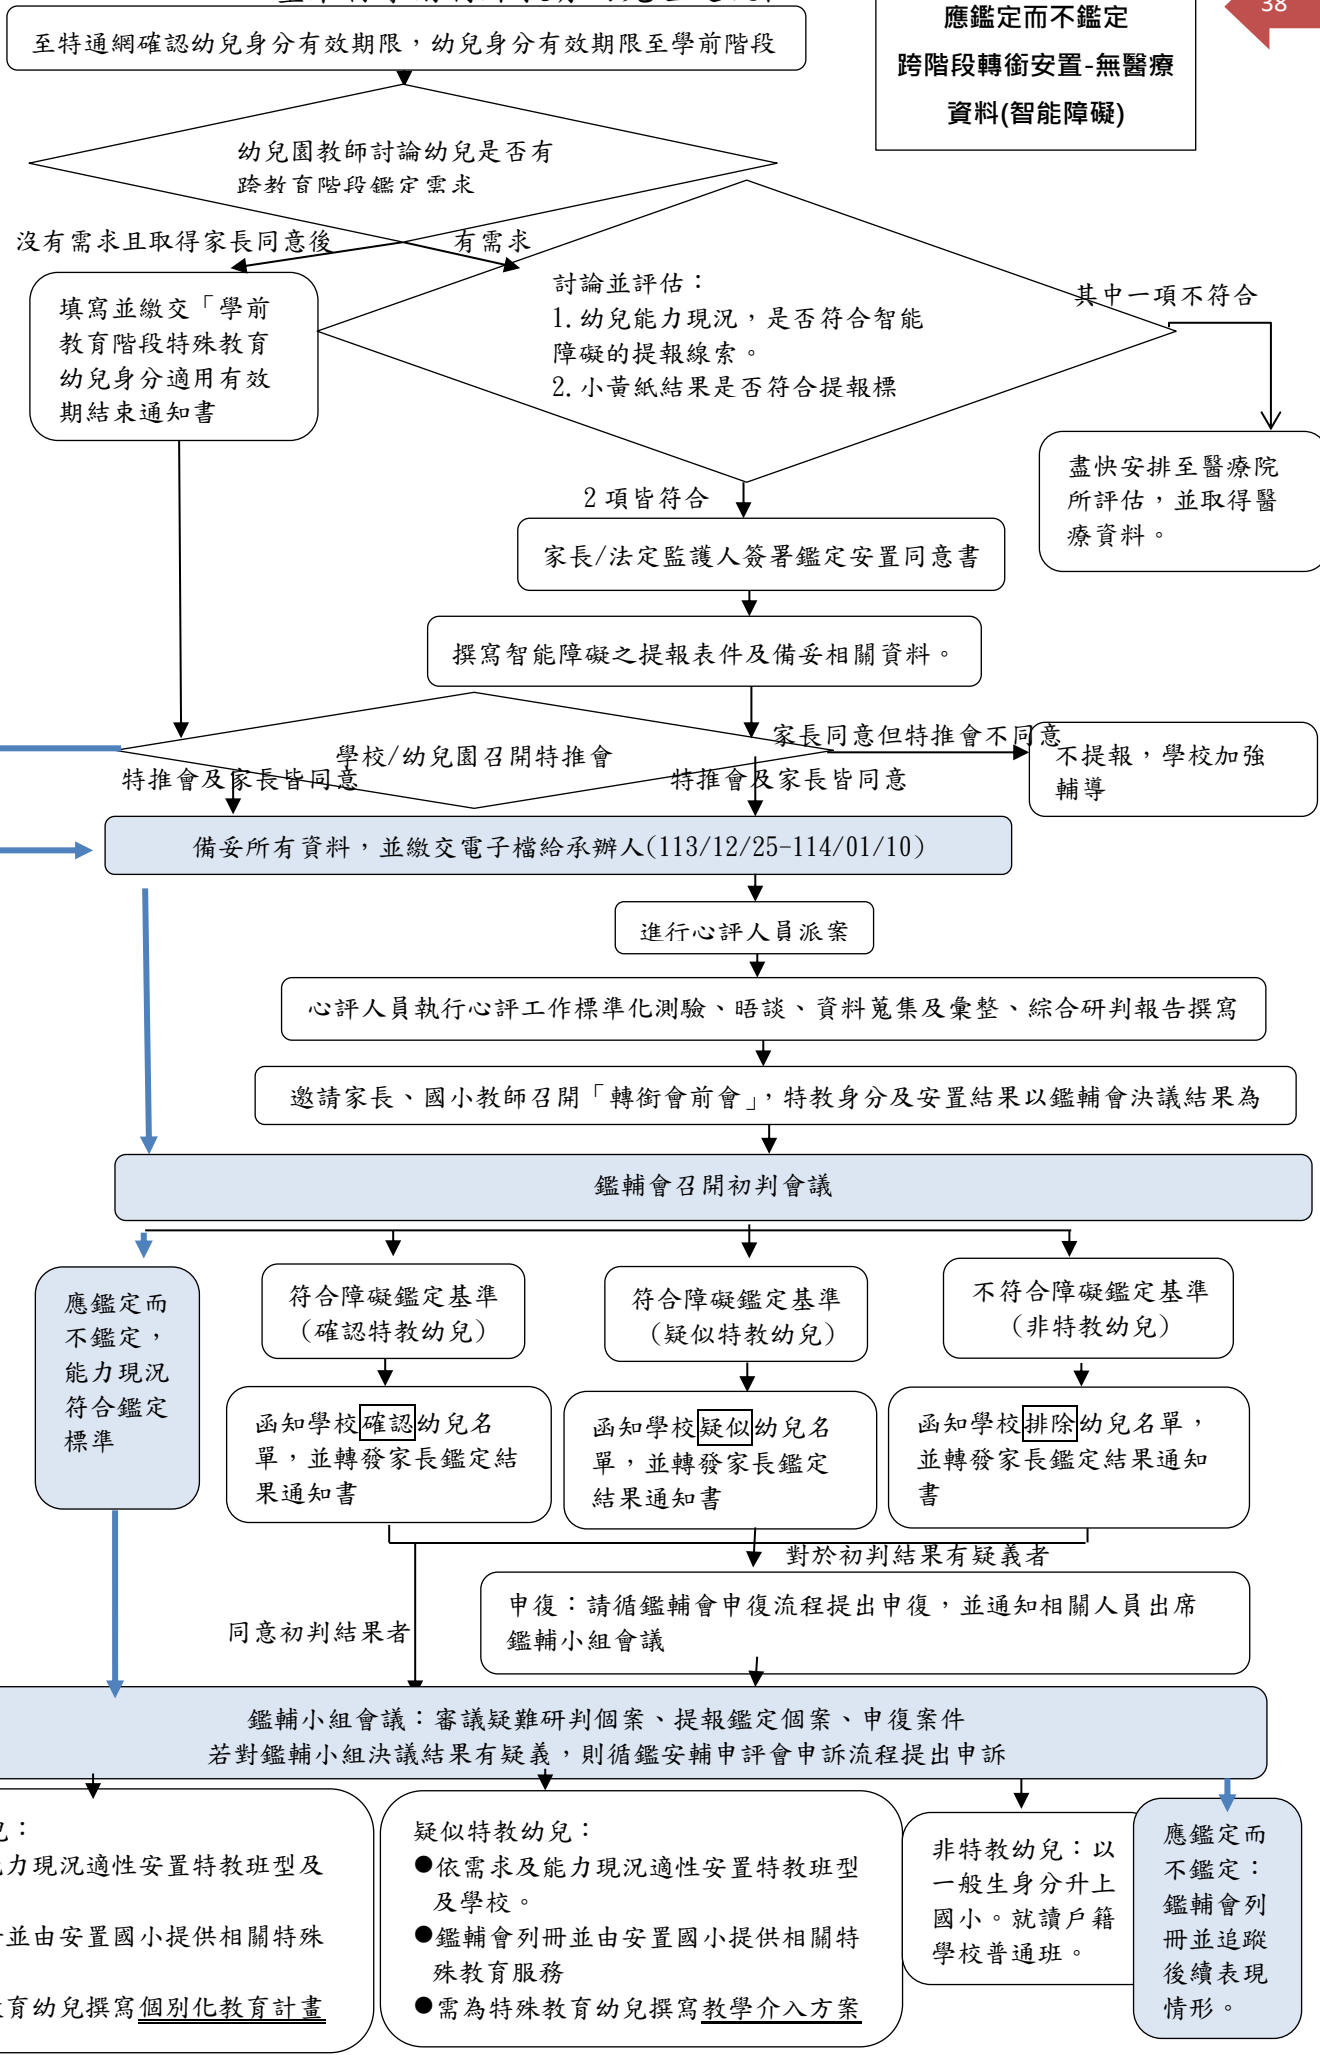 38
應鑑定而不鑑定
跨階段轉銜安置-無醫療
資料(智能障礙)
至特通網確認幼兒身分有效期限，幼兒身分有效期限至學前階段
幼兒園教師討論幼兒是否有
跨教育階段鑑定需求
沒有需求且取得家長同意後
有需求
填寫並繳交「學前
教育階段特殊教育
幼兒身分適用有效
期結束通知書
討論並評估：
1.幼兒能力現況，是否符合智能
障礙的提報線索。
2.小黃紙結果是否符合提報標
其中一項不符合
盡快安排至醫療院
所評估，並取得醫
療資料。
2 項皆符合
家長/法定監護人簽署鑑定安置同意書
撰寫智能障礙之提報表件及備妥相關資料。
學校/幼兒園召開特推會
家長同意但特推會不同意
不提報，學校加強
輔導
特推會及家長皆同意
特推會及家長皆同意
備妥所有資料，並繳交電子檔給承辦人(113/12/25-114/01/10)
進行心評人員派案
心評人員執行心評工作標準化測驗、晤談、資料蒐集及彙整、綜合研判報告撰寫
邀請家長、國小教師召開「轉銜會前會」，特教身分及安置結果以鑑輔會決議結果為
鑑輔會召開初判會議
應鑑定而
不鑑定，
能力現況
符合鑑定
標準
符合障礙鑑定基準
(確認特教幼兒)
符合障礙鑑定基準
(疑似特教幼兒)
不符合障礙鑑定基準
(非特教幼兒)
函知學校確認幼兒名
單，並轉發家長鑑定結
果通知書
函知學校疑似幼兒名
單，並轉發家長鑑定
結果通知書
函知學校排除幼兒名單，
並轉發家長鑑定結果通知
書
對於初判結果有疑義者
同意初判結果者
申復：請循鑑輔會申復流程提出申復，並通知相關人員出席
鑑輔小組會議
鑑輔小組會議：審議疑難研判個案、提報鑑定個案、申復案件
若對鑑輔小組決議結果有疑義，則循鑑安輔申評會申訴流程提出申訴
兒：
能力現況適性安置特教班型及
並由安置國小提供相關特殊
教育幼兒撰寫個別化教育計畫
疑似特教幼兒：
●依需求及能力現況適性安置特教班型
及學校。
●鑑輔會列冊並由安置國小提供相關特
殊教育服務
●需為特殊教育幼兒撰寫教學介入方案
非特教幼兒：以
一般生身分升上
國小。就讀戶籍
學校普通班。
應鑑定而
不鑑定：
鑑輔會列
冊並追蹤
後續表現
情形。